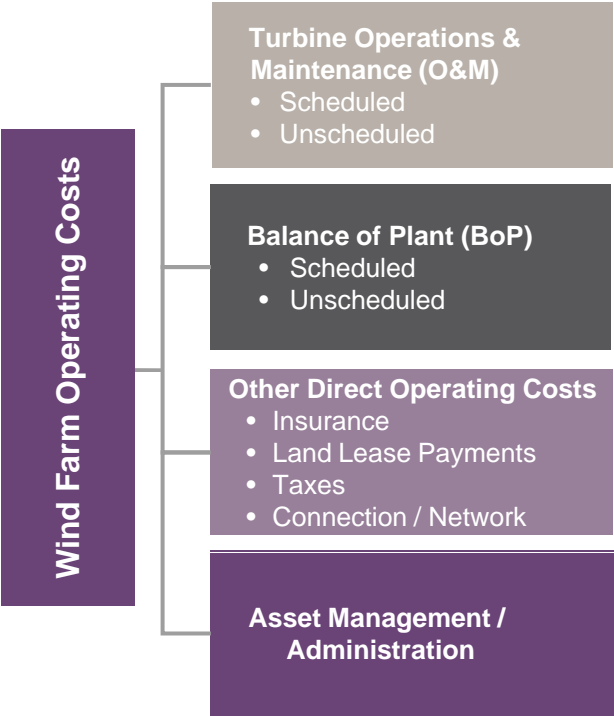 Wind Farm Operating Costs
Turbine Operations &
Maintenance (O&M)
• Scheduled
• Unscheduled
Balance of Plant (BoP)
• Scheduled
• Unscheduled
Other Direct Operating Costs
• Insurance
• Land Lease Payments
• Taxes
• Connection / Network
Asset Management /
Administration